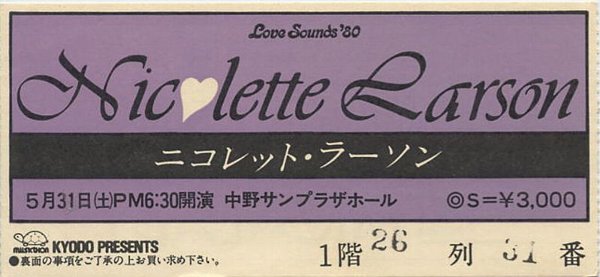 Love Sounds '80
Nicolette Larson
ニコレット・ラーソン
5月31日(土)PM6:30開演 中野サンプラザホール ◎S=¥3,000
KYODO PRESENTS
●裏面の事項をご了承の上お買い求め下さい。
1階 26 列 31 番